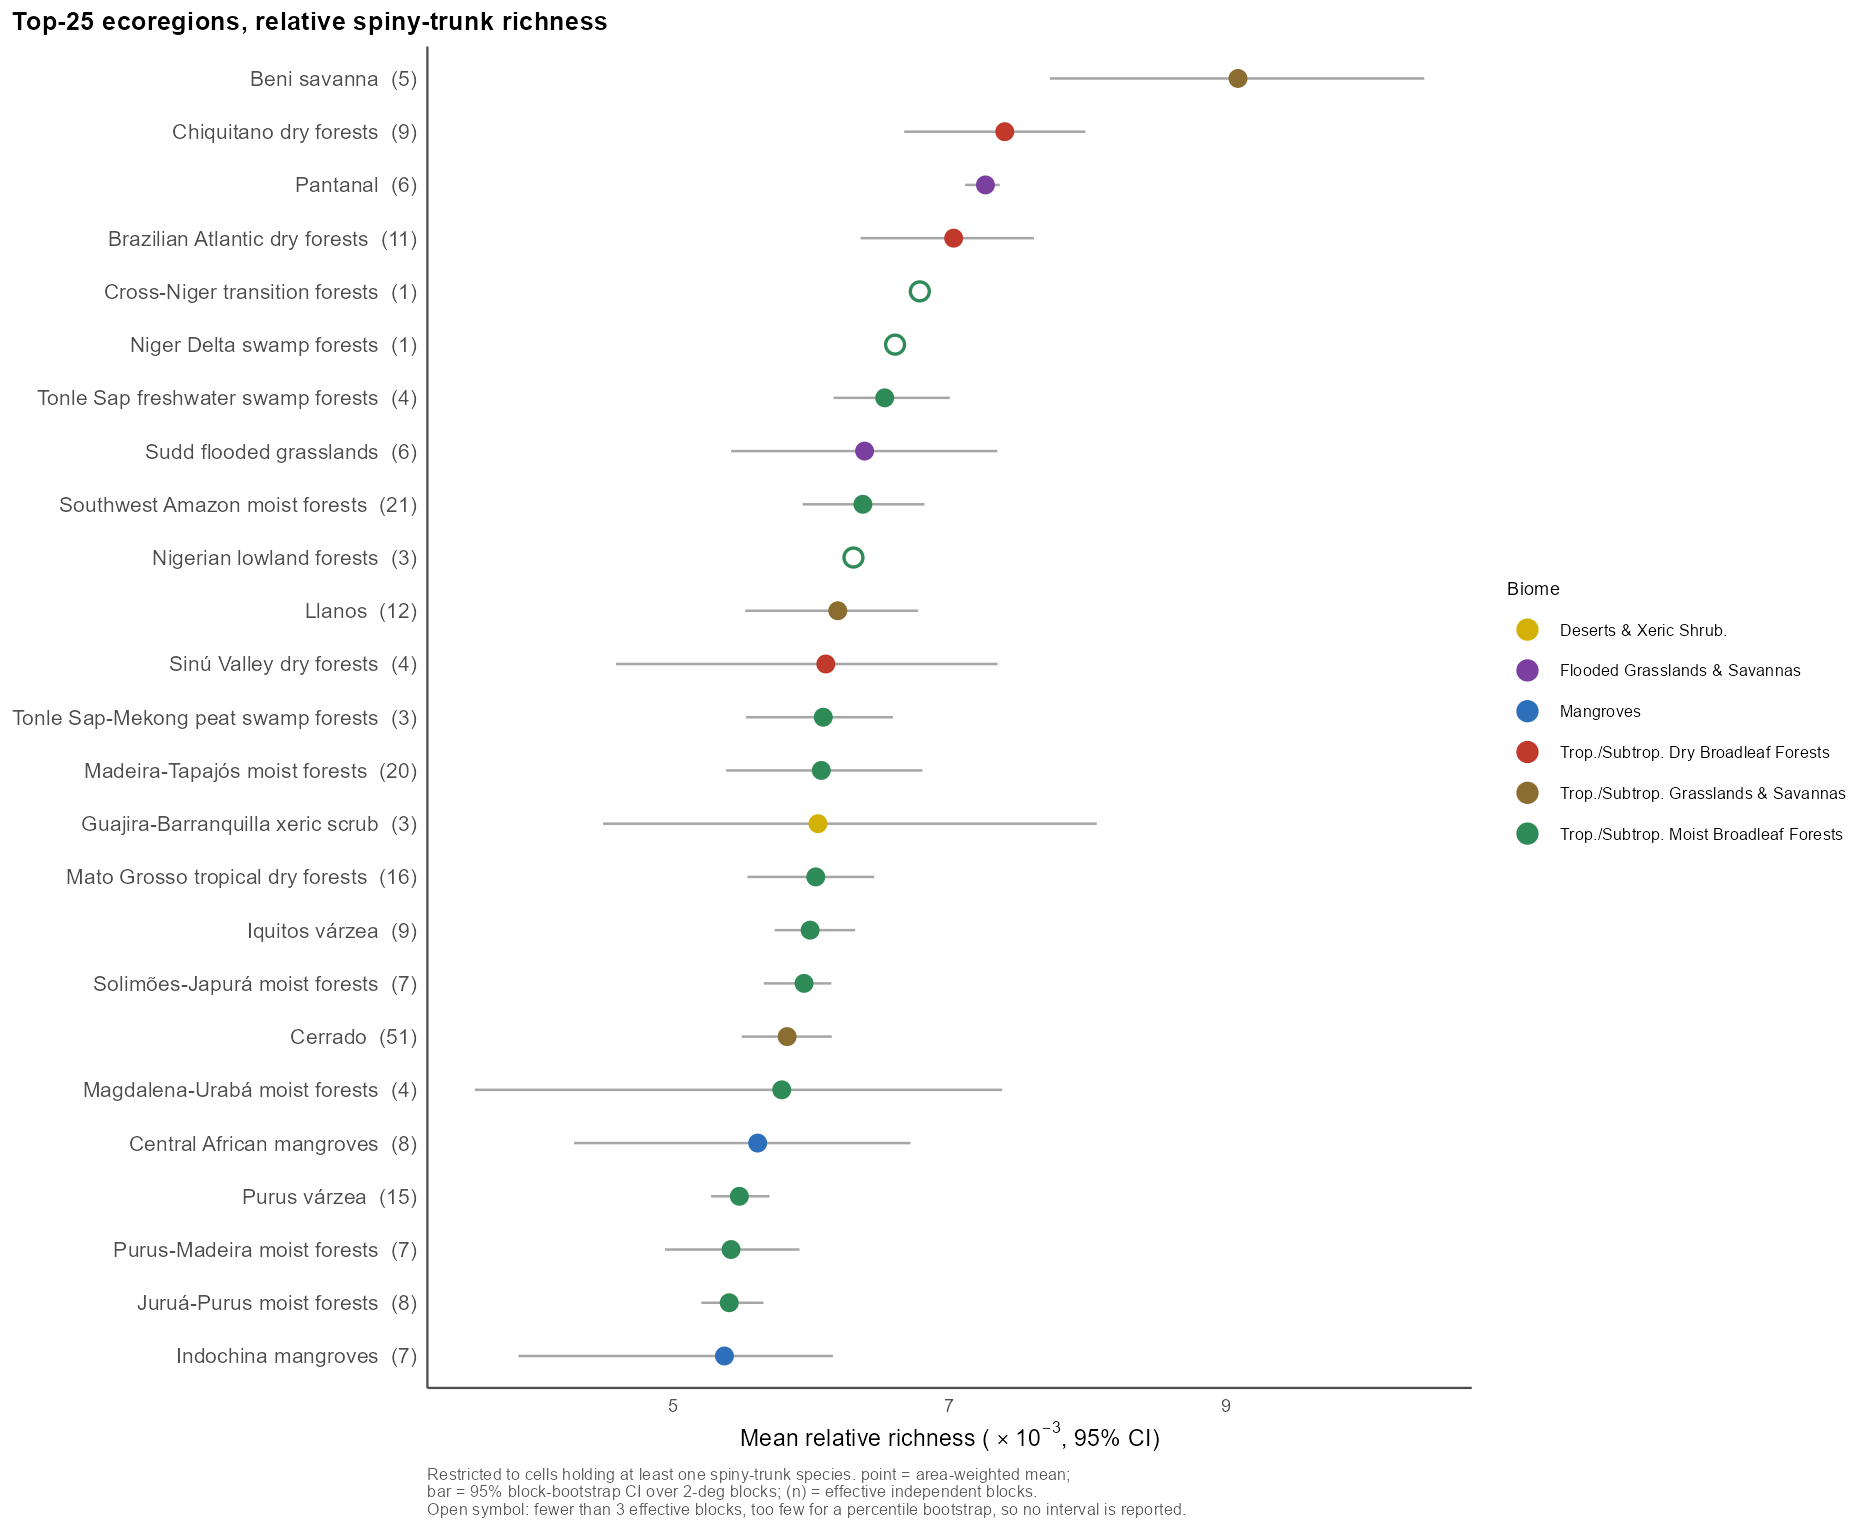 Top-25 ecoregions, relative spiny-trunk richness
Beni savanna (5)
Chiquitano dry forests (9)
Pantanal (6)
Brazilian Atlantic dry forests (11)
Cross-Niger transition forests (1)
Niger Delta swamp forests (1)
Tonle Sap freshwater swamp forests (4)
Sudd flooded grasslands (6)
Southwest Amazon moist forests (21)
Nigerian lowland forests (3)
Llanos (12)
Sinú Valley dry forests (4)
Tonle Sap-Mekong peat swamp forests (3)
Madeira-Tapajós moist forests (20)
Guajira-Barranquilla xeric scrub (3)
Mato Grosso tropical dry forests (16)
Iquitos várzea (9)
Solimões-Japurá moist forests (7)
Cerrado (51)
Magdalena-Urabá moist forests (4)
Central African mangroves (8)
Purus várzea (15)
Purus-Madeira moist forests (7)
Juruá-Purus moist forests (8)
Indochina mangroves (7)
5 7 9
Mean relative richness ( × 10⁻³, 95% CI)
Restricted to cells holding at least one spiny-trunk species. point = area-weighted mean;
bar = 95% block-bootstrap CI over 2-deg blocks; (n) = effective independent blocks.
Open symbol: fewer than 3 effective blocks, too few for a percentile bootstrap, so no interval is reported.
Biome
Deserts & Xeric Shrub.
Flooded Grasslands & Savannas
Mangroves
Trop./Subtrop. Dry Broadleaf Forests
Trop./Subtrop. Grasslands & Savannas
Trop./Subtrop. Moist Broadleaf Forests